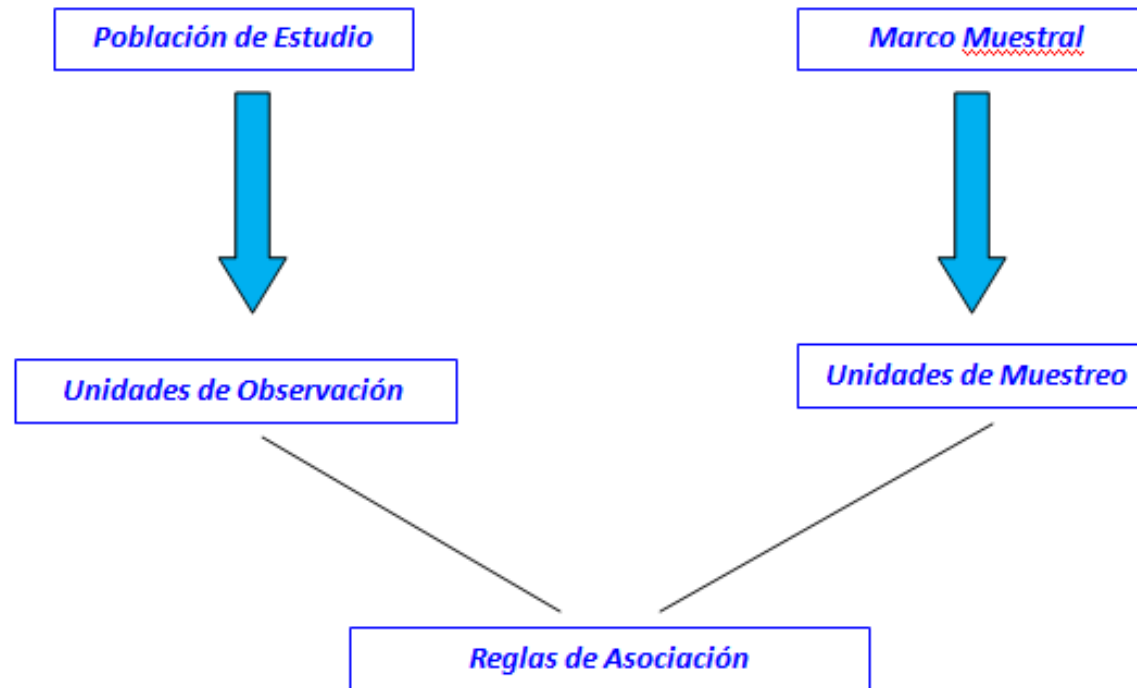 Población de Estudio
Marco Muestral
Unidades de Observación
Unidades de Muestreo
Reglas de Asociación